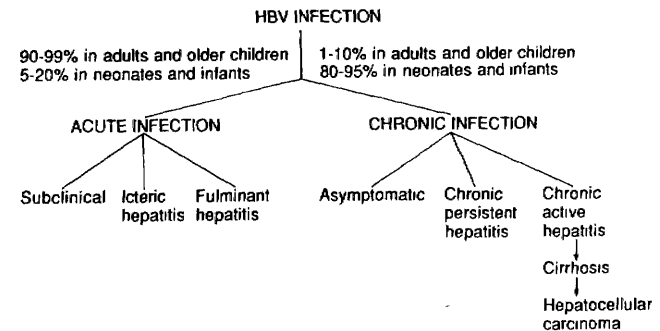 HBV INFECTION
90-99% in adults and older children
5-20% in neonates and infants
1-10% in adults and older children
80-95% in neonates and infants
ACUTE INFECTION
CHRONIC INFECTION
Subclinical
Icteric
hepatitis
Fulminant
hepatitis
Asymptomatic
Chronic
persistent
hepatitis
Chronic
active
hepatitis
Cirrhosis
Hepatocellular
carcinoma